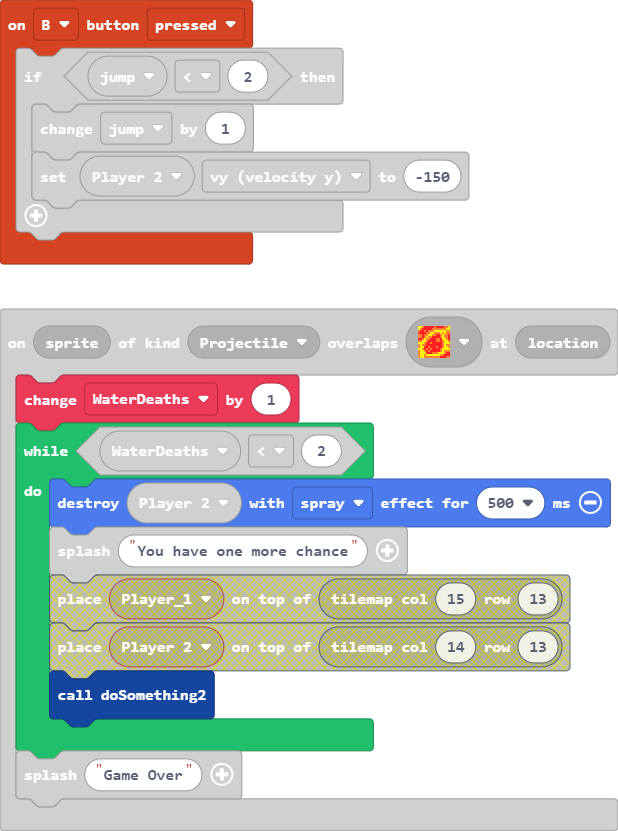 on B button pressed
if jump < 2 then
change jump by 1
set Player 2 vy (velocity y) to -150
on sprite of kind Projectile overlaps at location
change WaterDeaths by 1
while WaterDeaths < 2
do
destroy Player 2 with spray effect for 500 ms
splash "You have one more chance"
place Player_1 on top of tilemap col 15 row 13
place Player 2 on top of tilemap col 14 row 13
call doSomething2
splash "Game Over"